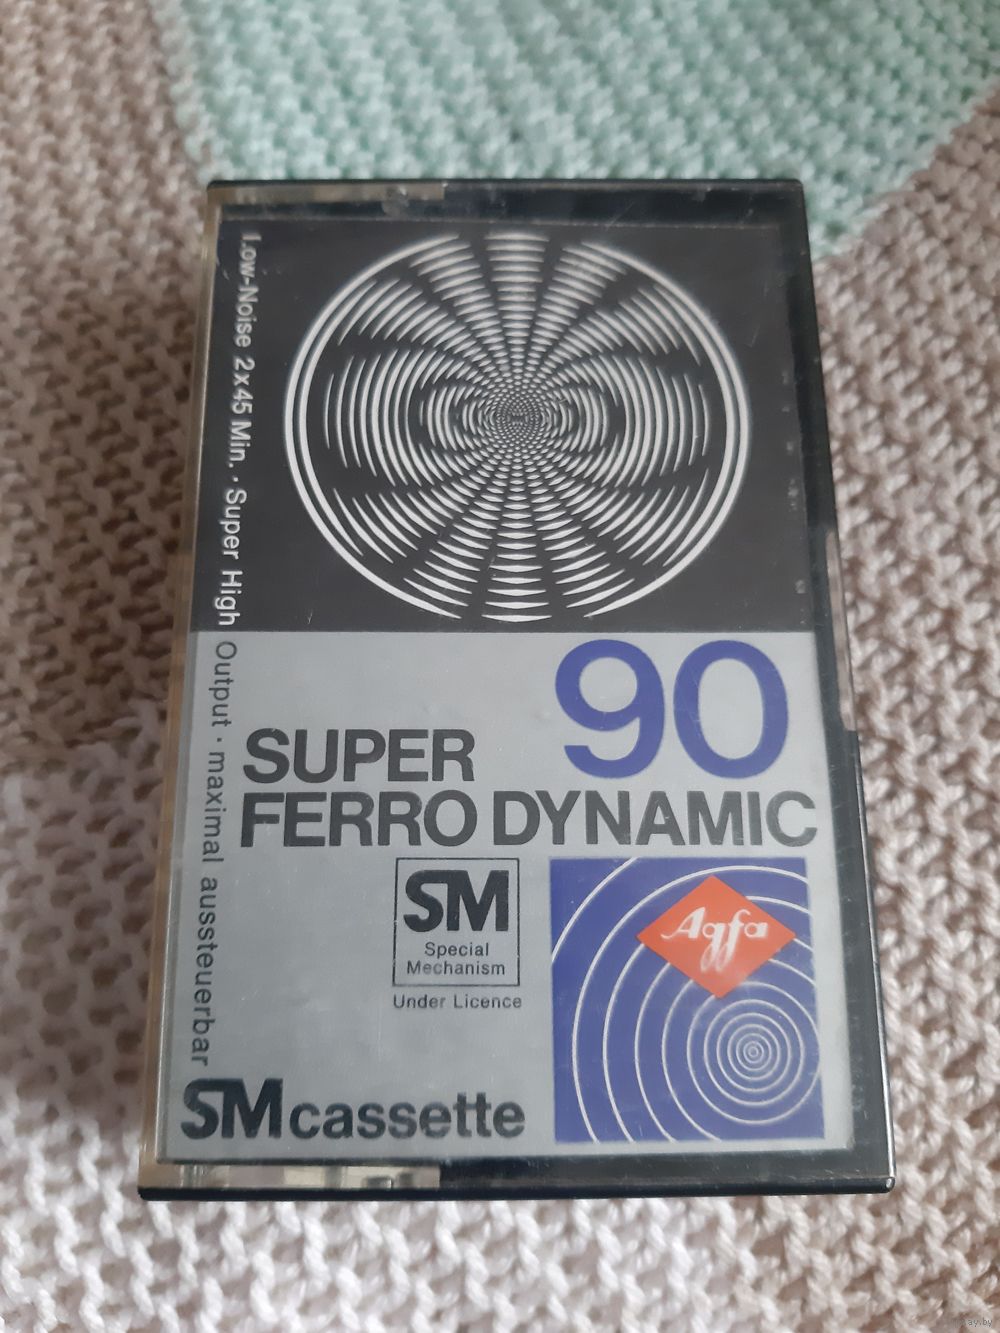 Low-Noise 2x45 Min. · Super High Output · maximal aussteuerbar
90
SUPER
FERRO DYNAMIC
SM
Special
Mechanism
Under Licence
Agfa
SM cassette